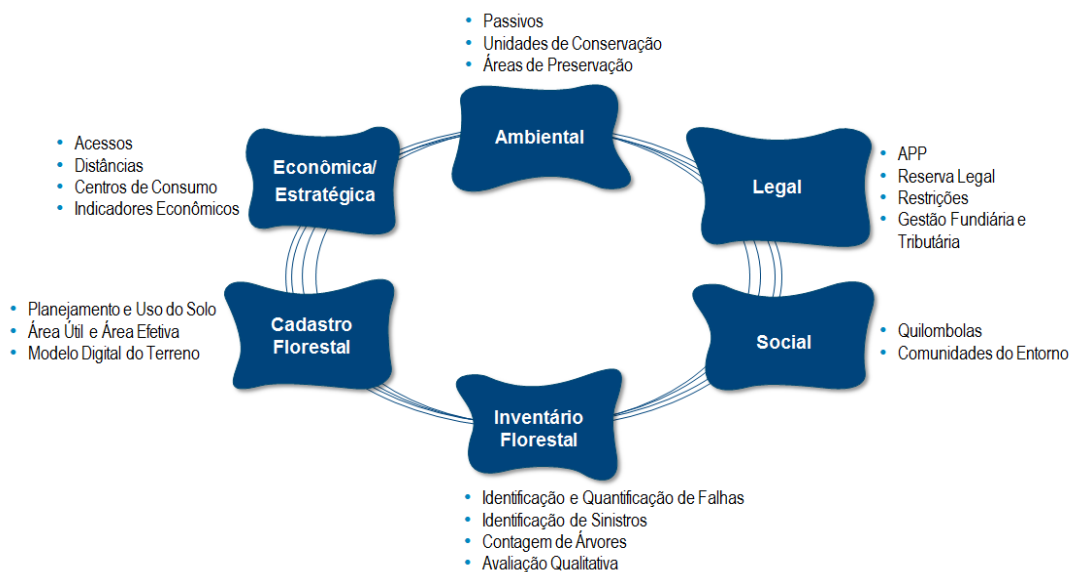 • Passivos
• Unidades de Conservação
• Áreas de Preservação
Ambiental
Legal
• APP
• Reserva Legal
• Restrições
• Gestão Fundiária e
Tributária
Social
• Quilombolas
• Comunidades do Entorno
Inventário
Florestal
• Identificação e Quantificação de Falhas
• Identificação de Sinistros
• Contagem de Árvores
• Avaliação Qualitativa
Cadastro
Florestal
• Planejamento e Uso do Solo
• Área Útil e Área Efetiva
• Modelo Digital do Terreno
Econômica/
Estratégica
• Acessos
• Distâncias
• Centros de Consumo
• Indicadores Econômicos